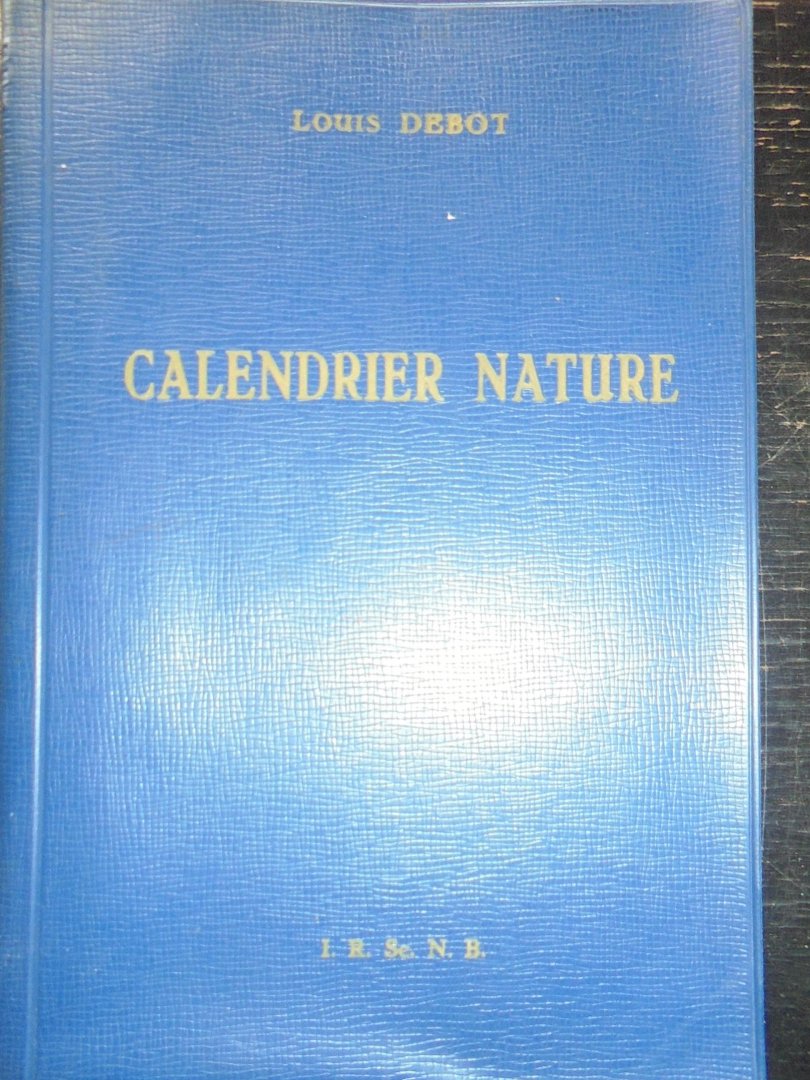 LOUIS DEBOT
CALENDRIER NATURE
I. R. Sc. N. B.